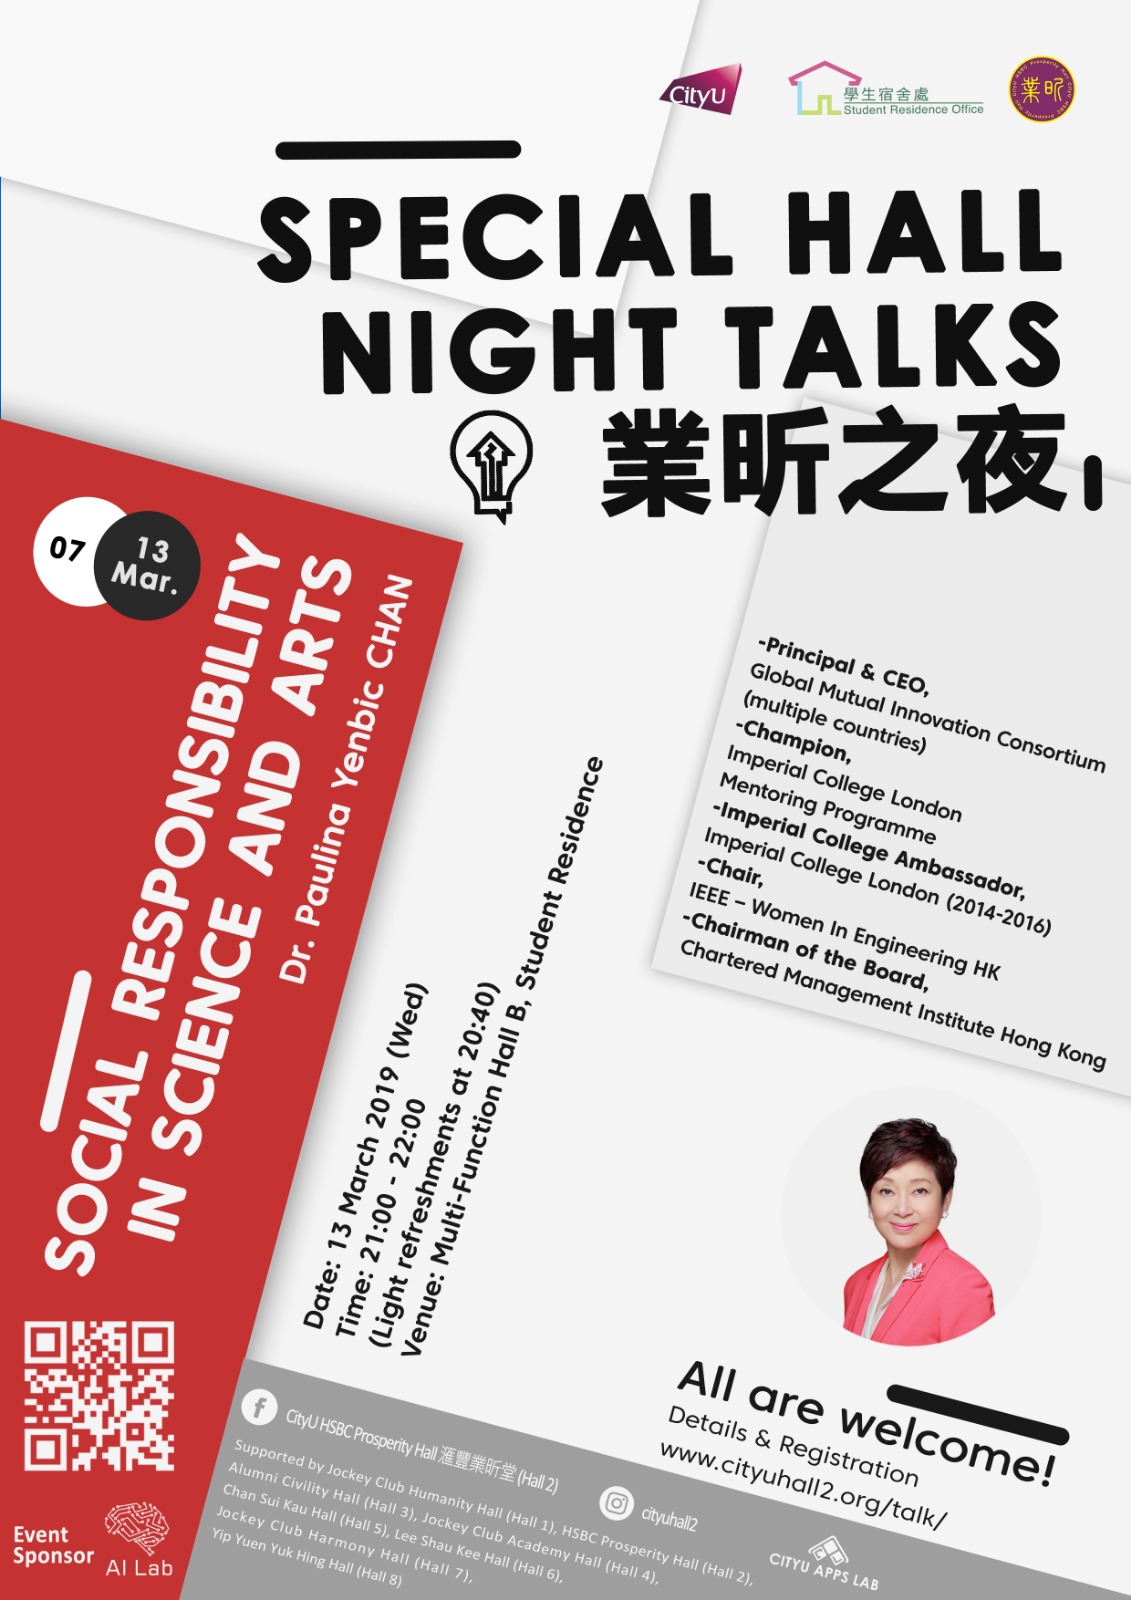 CityU
學生宿舍處
Student Residence Office
業昕
SPECIAL HALL
NIGHT TALKS
業昕之夜
07
13
Mar.
SOCIAL RESPONSIBILITY
IN SCIENCE AND ARTS
Dr. Paulina Yenbic CHAN
-Principal & CEO,
Global Mutual Innovation Consortium
(multiple countries)
-Champion,
Imperial College London
Mentoring Programme
-Imperial College Ambassador,
Imperial College London (2014-2016)
-Chair,
IEEE – Women In Engineering HK
-Chairman of the Board,
Chartered Management Institute Hong Kong
Date: 13 March 2019 (Wed)
Time: 21:00 - 22:00
(Light refreshments at 20:40)
Venue: Multi-Function Hall B, Student Residence
All are welcome!
Details & Registration
www.cityuhall2.org/talk/
CityU HSBC Prosperity Hall 滙豐業昕堂 (Hall 2)
cityuhall2
Supported by Jockey Club Humanity Hall (Hall 1), HSBC Prosperity Hall (Hall 2),
Alumni Civility Hall (Hall 3), Jockey Club Academy Hall (Hall 4),
Chan Sui Kau Hall (Hall 5), Lee Shau Kee Hall (Hall 6),
Jockey Club Harmony Hall (Hall 7),
Yip Yuen Yuk Hing Hall (Hall 8)
CITYU APPS LAB
Event
Sponsor
AI Lab